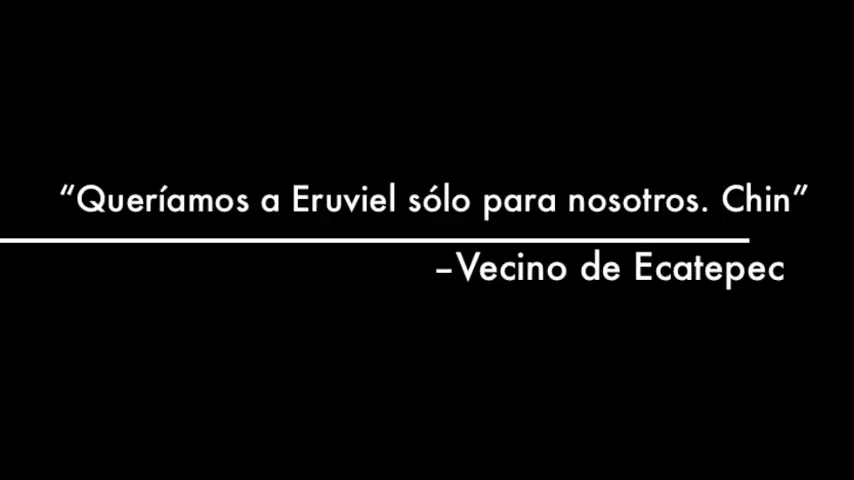 “Queríamos a Eruviel sólo para nosotros. Chin”
–Vecino de Ecatepec